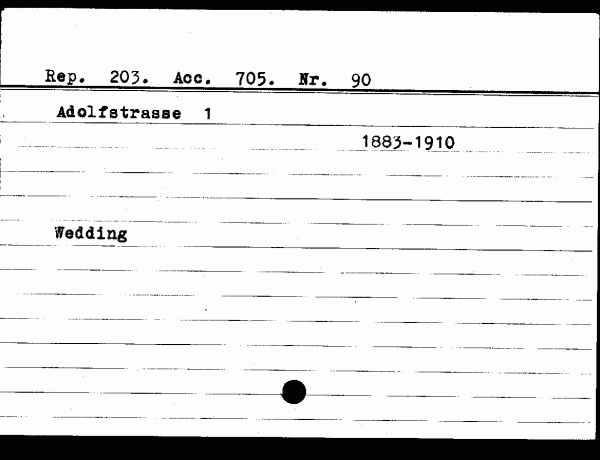 Rep. 203. Acc. 705. Nr. 90
Adolfstrasse 1
1883-1910
Wedding